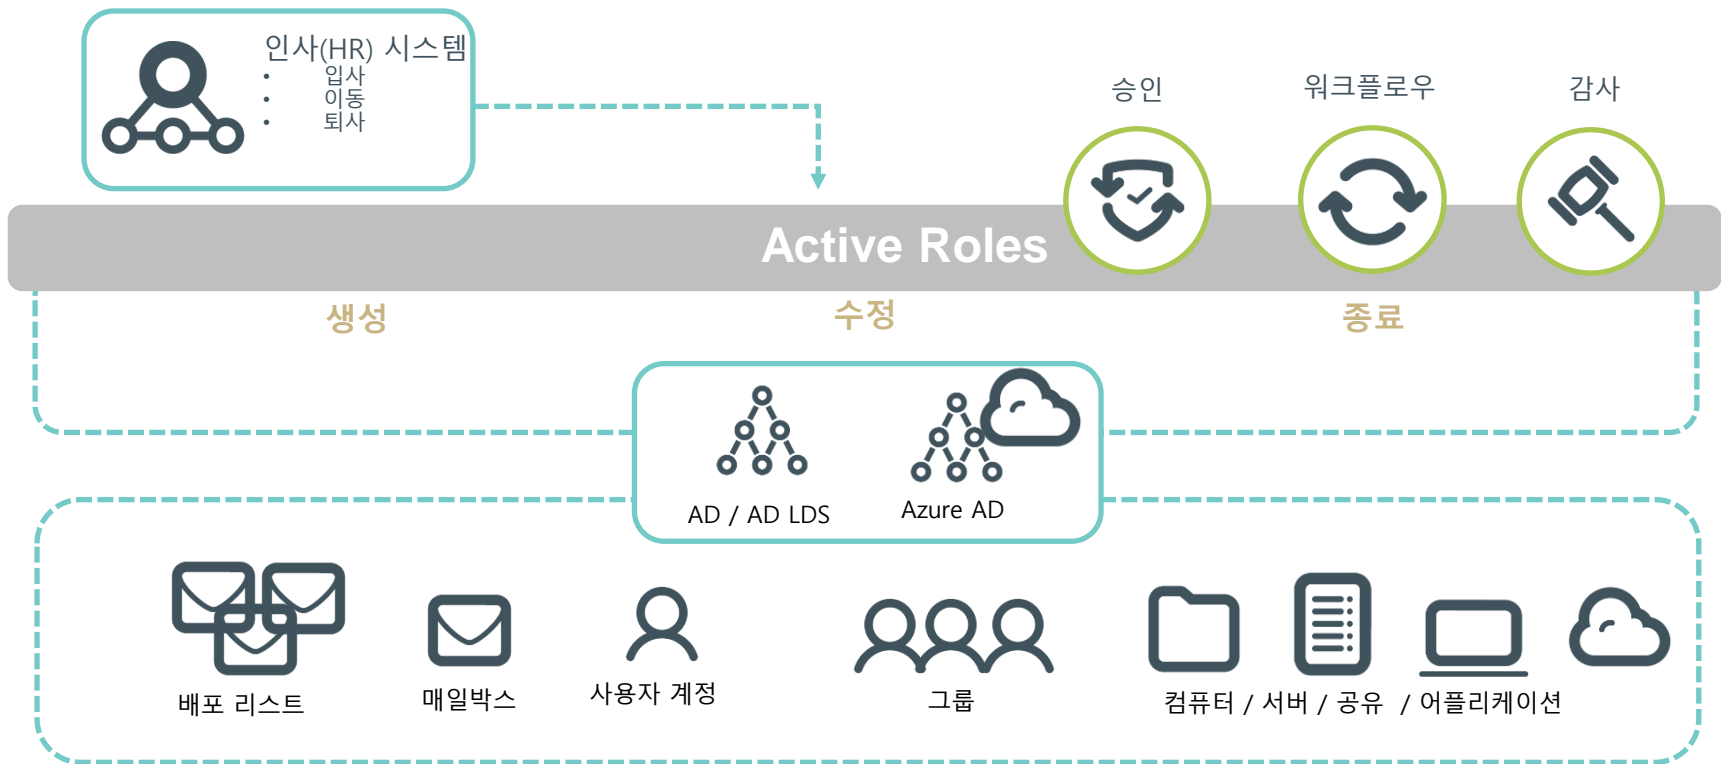 인사(HR) 시스템
• 입사
• 이동
• 퇴사
승인
워크플로우
감사
Active Roles
생성
수정
종료
AD / AD LDS
Azure AD
배포 리스트
매일박스
사용자 계정
그룹
컴퓨터 / 서버 / 공유 / 어플리케이션